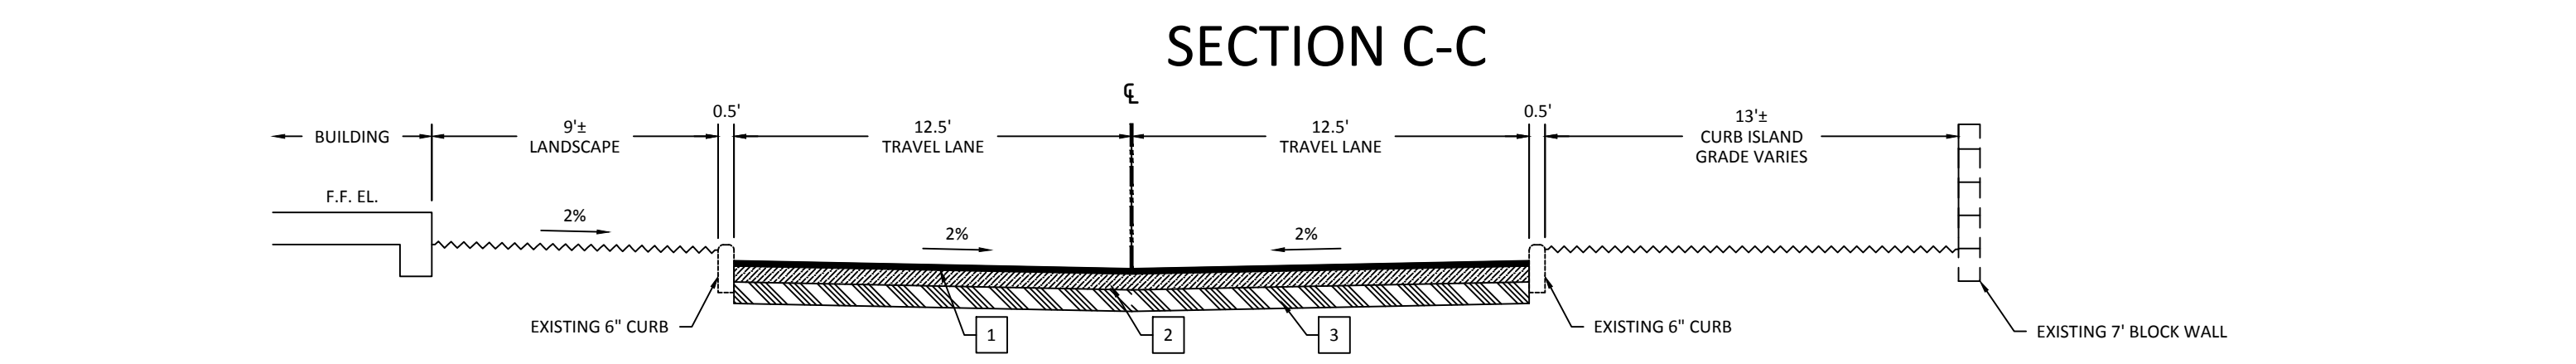 SECTION C-C
℄
0.5'
0.5'
BUILDING
9'±
LANDSCAPE
12.5'
TRAVEL LANE
12.5'
TRAVEL LANE
13'±
CURB ISLAND
GRADE VARIES
F.F. EL.
2%
2%
2%
EXISTING 6" CURB
1
2
3
EXISTING 6" CURB
EXISTING 7' BLOCK WALL